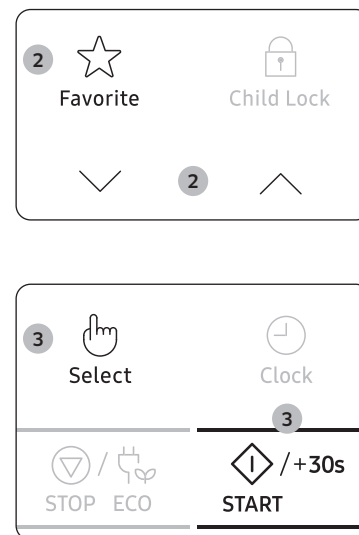 2
Favorite
Child Lock
2
3
Select
Clock
3
/ 
STOP ECO
/+30s
START